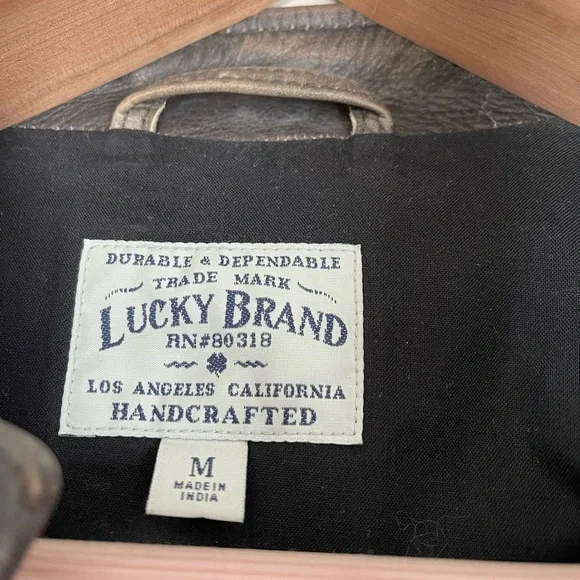 DURABLE & DEPENDABLE
TRADE MARK
LUCKY BRAND
RN#80318
LOS ANGELES CALIFORNIA
HANDCRAFTED
M
MADE IN
INDIA